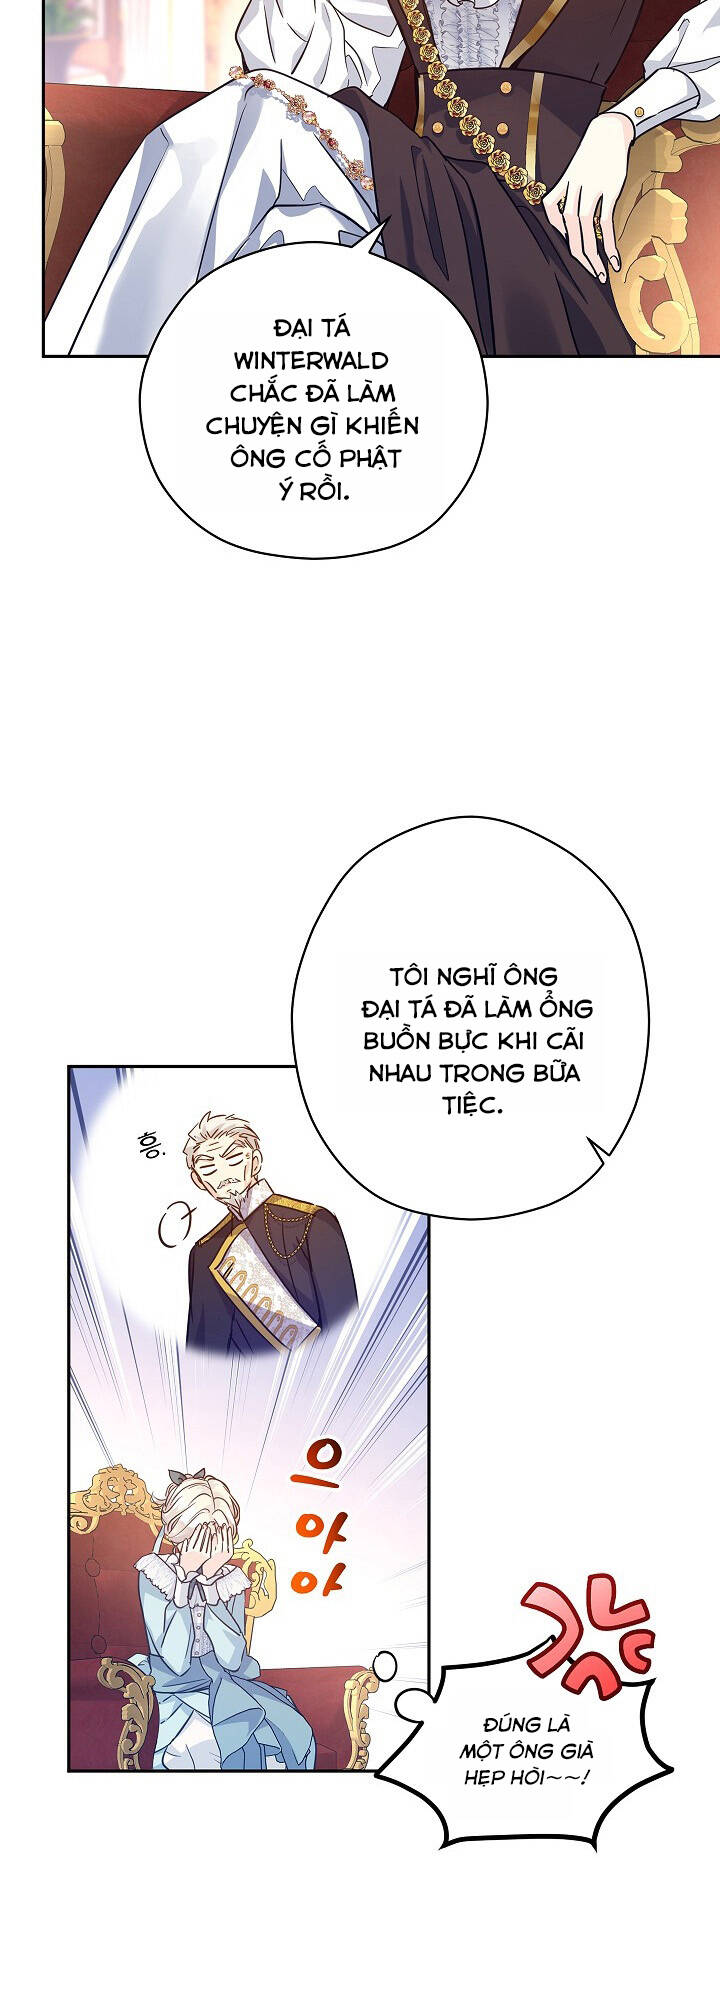 ĐẠI TÁ
WINTERWALD
CHẮC ĐÃ LÀM
CHUYỆN GÌ KHIẾN
ÔNG CỐ PHẬT
Ý RỒI.
TÔI NGHĨ ÔNG
ĐẠI TÁ ĐÃ LÀM ỔNG
BUỒN BỰC KHI CÃI
NHAU TRONG BỮA
TIỆC.
흥.
으
아
아
ĐÚNG LÀ
MỘT ÔNG GIÀ
HẸP HÒI~~!